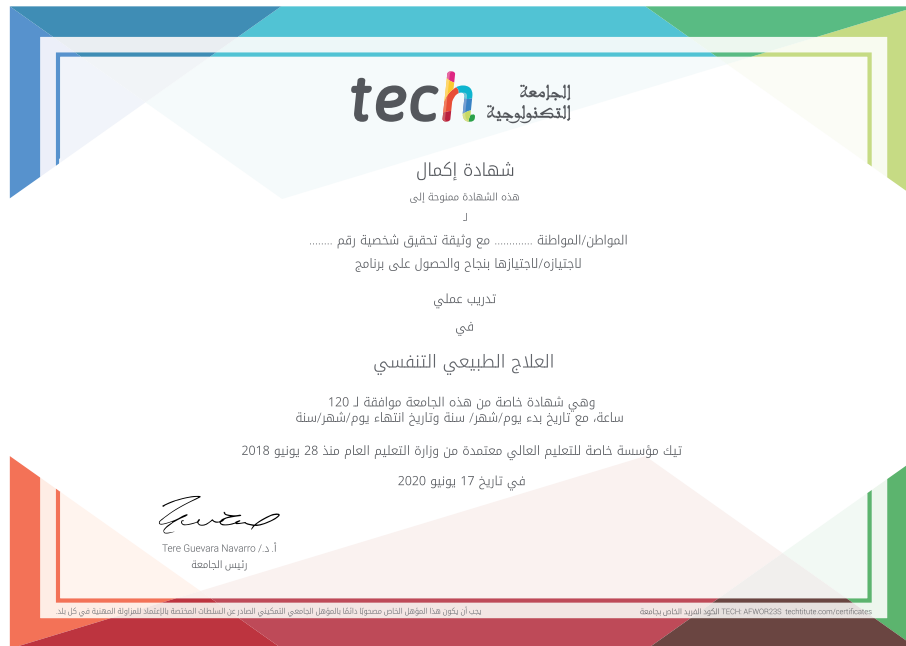 tech الجامعة
التكنولوجية
شهادة إكمال
هذه الشهادة ممنوحة إلى
لـ
المواطن/المواطنة ............. مع وثيقة تحقيق شخصية رقم ........
لاجتيازه/لاجتيازها بنجاح والحصول على برنامج
تدريب عملي
في
العلاج الطبيعي التنفسي
وهي شهادة خاصة من هذه الجامعة موافقة لـ 120
ساعة، مع تاريخ بدء يوم/شهر/ سنة وتاريخ انتهاء يوم/شهر/سنة
تيك مؤسسة خاصة للتعليم العالي معتمدة من وزارة التعليم العام منذ 28 يونيو 2018
في تاريخ 17 يونيو 2020
أ. د./ Tere Guevara Navarro
رئيس الجامعة
يجب أن يكون هذا المؤهل الخاص مصحوبًا دائمًا بالمؤهل الجامعي التمكيني الصادر عن السلطات المختصة بالإعتماد للمزاولة المهنية في كل بلد.
الكود الفريد الخاص بجامعة TECH: AFWOR23S techtitute.com/certificates